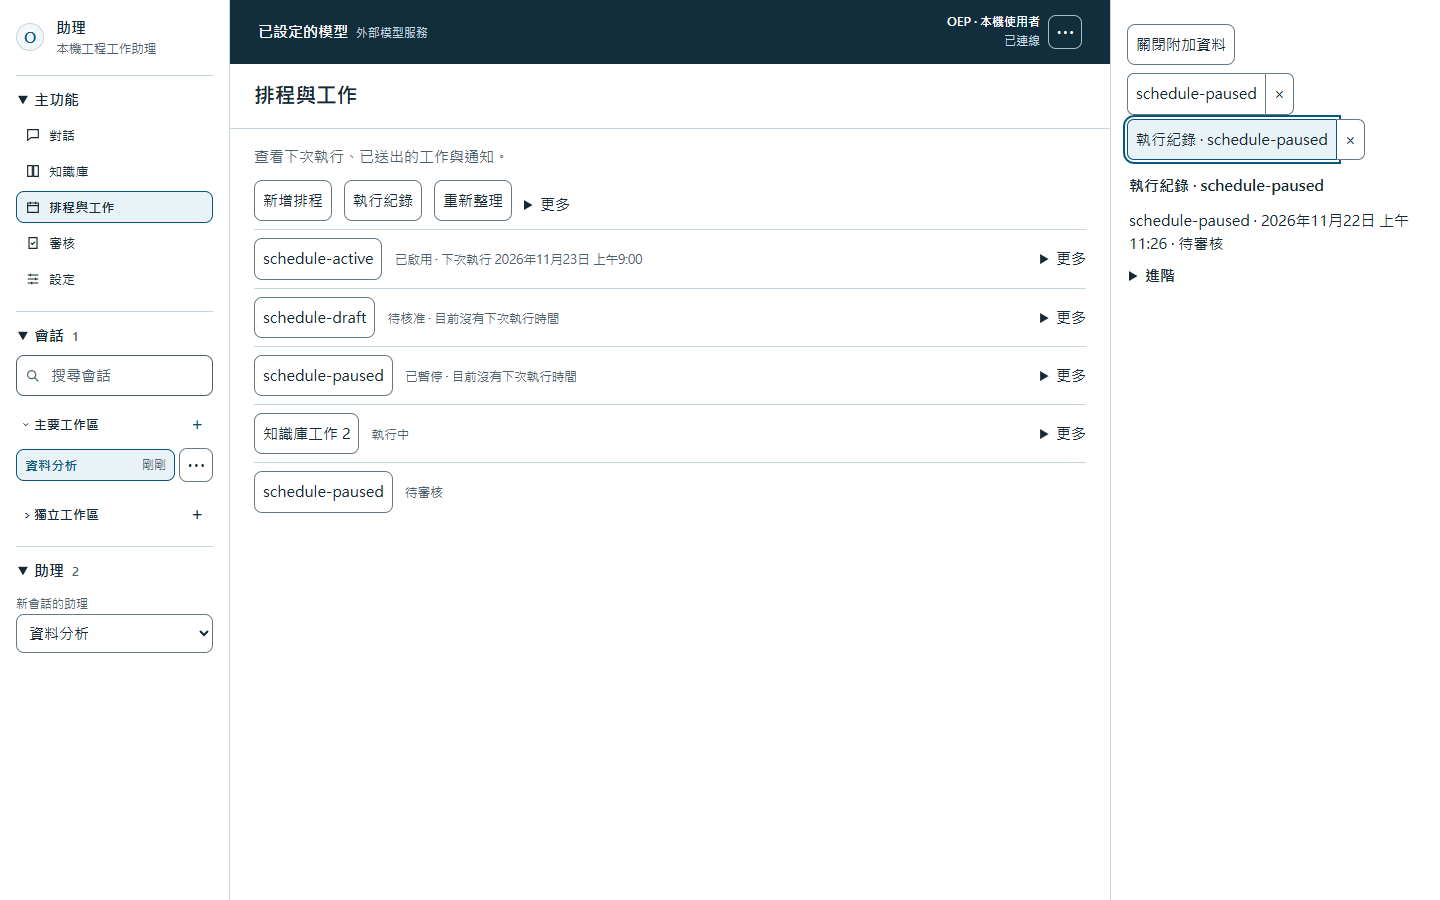 O 助理
本機工程工作助理
▼ 主功能
對話
知識庫
排程與工作
審核
設定
▼ 會話 1
搜尋會話
主要工作區 +
資料分析 剛剛 ···
獨立工作區 +
▼ 助理 2
新會話的助理
資料分析
已設定的模型 外部模型服務
OEP · 本機使用者
已連線
···
排程與工作
查看下次執行、已送出的工作與通知。
新增排程 執行紀錄 重新整理 ▶ 更多
schedule-active 已啟用 · 下次執行 2026年11月23日 上午9:00 ▶ 更多
schedule-draft 待核准 · 目前沒有下次執行時間 ▶ 更多
schedule-paused 已暫停 · 目前沒有下次執行時間 ▶ 更多
知識庫工作 2 執行中 ▶ 更多
schedule-paused 待審核
關閉附加資料
schedule-paused ×
執行紀錄 · schedule-paused ×
執行紀錄 · schedule-paused
schedule-paused · 2026年11月22日 上午
11:26 · 待審核
▶ 進階